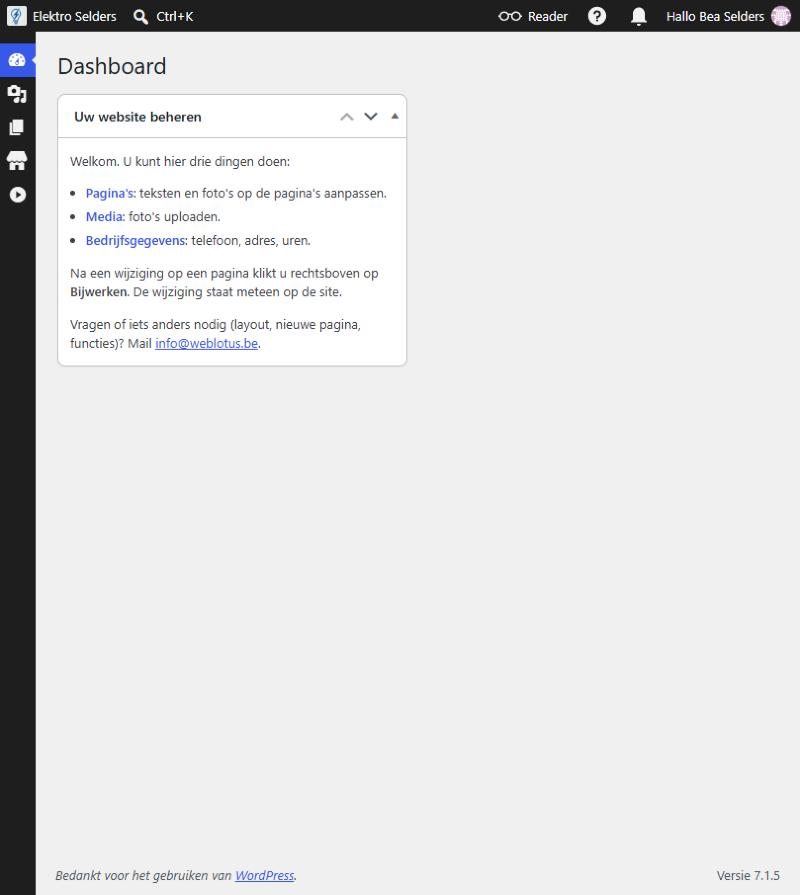 Elektro Selders Ctrl+K Reader Hallo Bea Selders
Dashboard
Uw website beheren
Welkom. U kunt hier drie dingen doen:
Pagina's: teksten en foto's op de pagina's aanpassen.
Media: foto's uploaden.
Bedrijfsgegevens: telefoon, adres, uren.
Na een wijziging op een pagina klikt u rechtsboven op
Bijwerken. De wijziging staat meteen op de site.
Vragen of iets anders nodig (layout, nieuwe pagina,
functies)? Mail info@weblotus.be.
Bedankt voor het gebruiken van WordPress. Versie 7.1.5